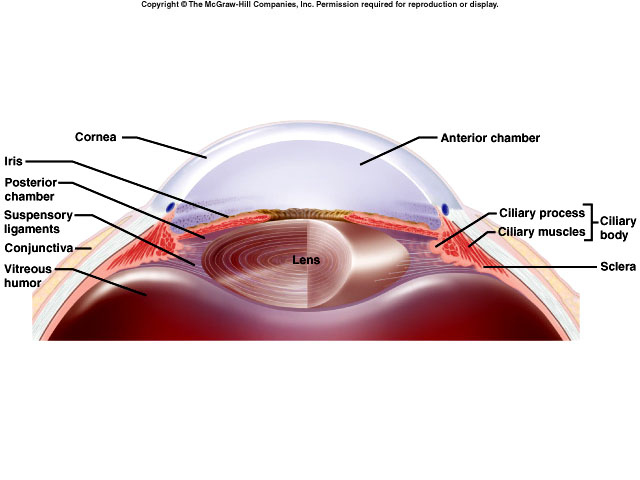 Copyright © The McGraw-Hill Companies, Inc. Permission required for reproduction or display.
Cornea
Anterior chamber
Iris
Posterior
chamber
Suspensory
ligaments
Conjunctiva
Vitreous
humor
Lens
Ciliary process
Ciliary muscles
Ciliary
body
Sclera